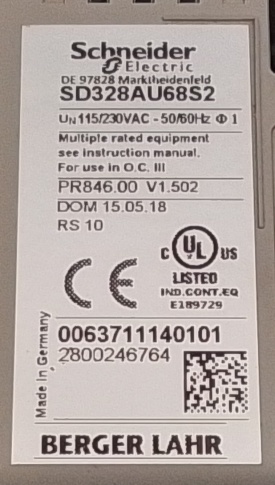 Schneider
Electric
DE 97828 Marktheidenfeld
SD328AU68S2
UN 115/230VAC - 50/60Hz Φ 1
Multiple rated equipment
see instruction manual.
For use in O.C. III
PR846.00 V1.502
DOM 15.05.18
RS 10
C UL US
LISTED
IND.CONT.EQ
E189729
CE
Made in Germany
0063711140101
2800246764
BERGER LAHR